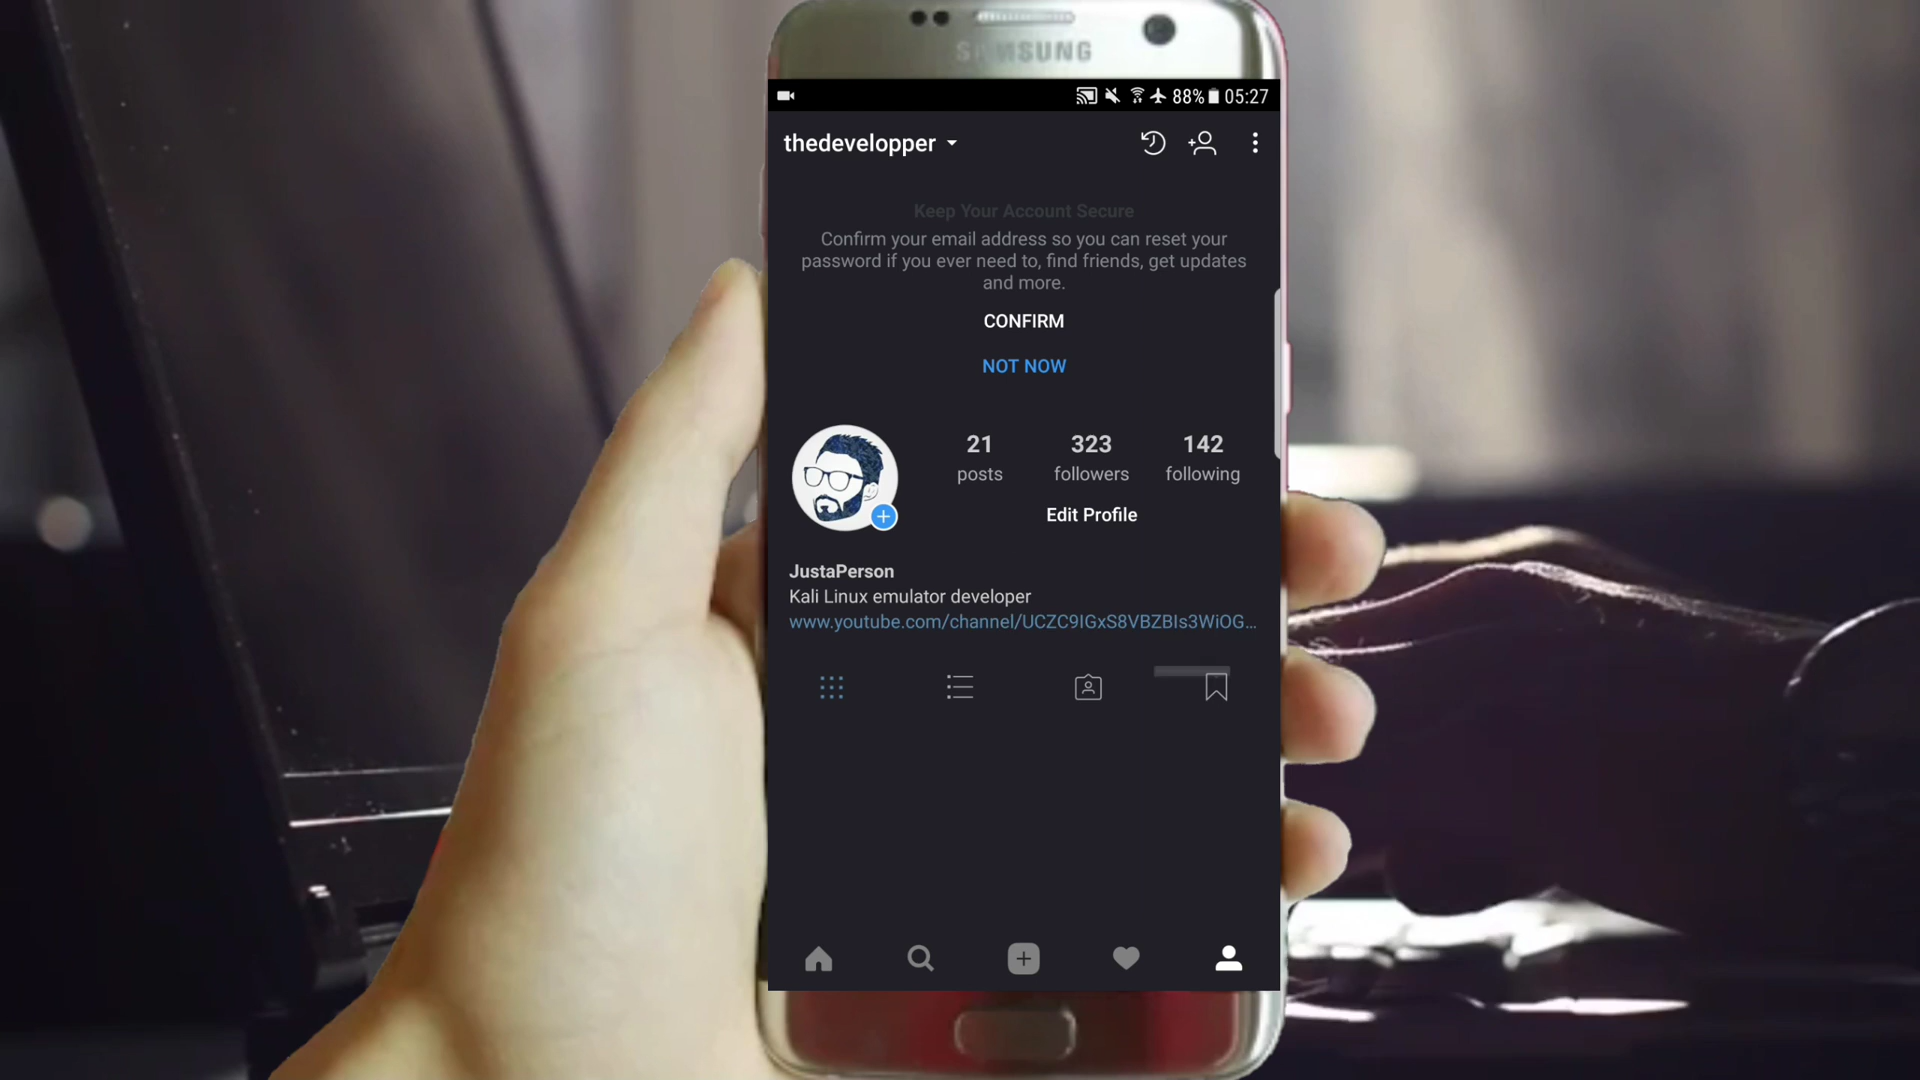 SAMSUNG
88% 05:27
thedevelopper
Keep Your Account Secure
Confirm your email address so you can reset your
password if you ever need to, find friends, get updates
and more.
CONFIRM
NOT NOW
21 323 142
posts followers following
Edit Profile
JustaPerson
Kali Linux emulator developer
www.youtube.com/channel/UCZC9IGxS8VBZBIs3WiOG...